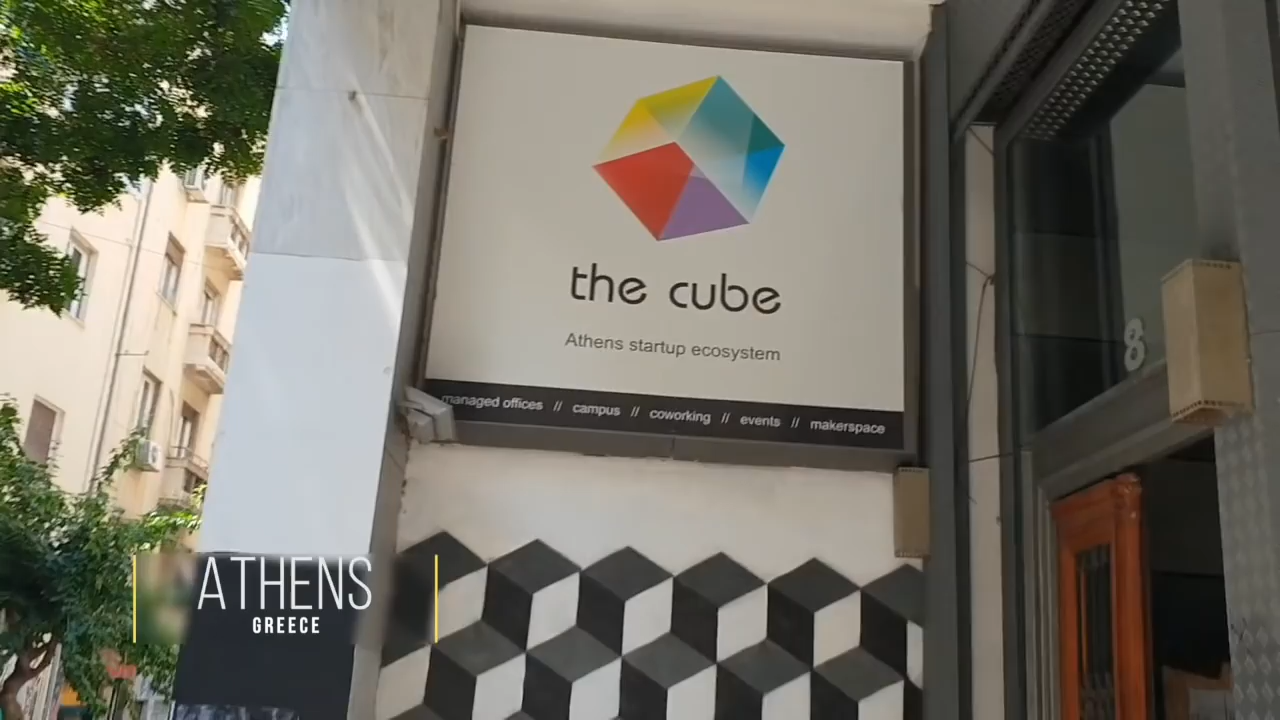 the cube
Athens startup ecosystem
managed offices // campus // coworking // events // makerspace
8
ATHENS
GREECE